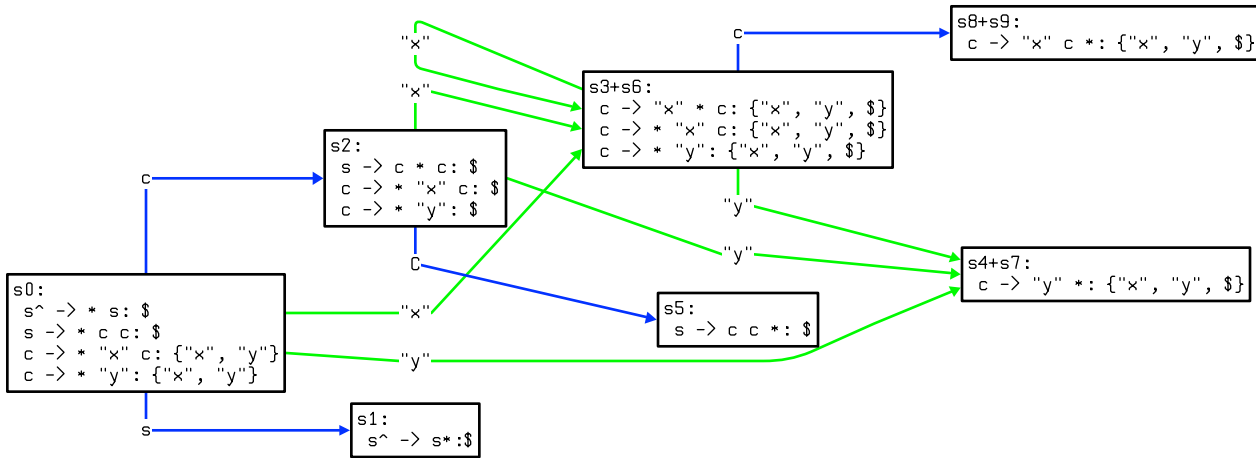 s8+s9:
c -> "x" c *: {"x", "y", $}
c
"x"
"x"
s3+s6:
c -> "x" * c: {"x", "y", $}
c -> * "x" c: {"x", "y", $}
c -> * "y": {"x", "y", $}
s2:
s -> c * c: $
c -> * "x" c: $
c -> * "y": $
c
"y"
"y"
s4+s7:
c -> "y" *: {"x", "y", $}
C
s0:
s^ -> * s: $
s -> * c c: $
c -> * "x" c: {"x", "y"}
c -> * "y": {"x", "y"}
"x"
"y"
s5:
s -> c c *: $
s
s1:
s^ -> s*:$